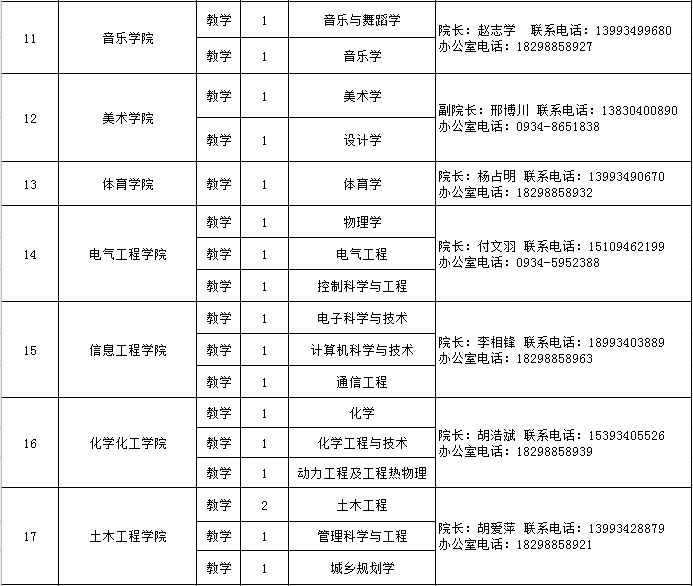 11 音乐学院 教学 1 音乐与舞蹈学 院长：赵志学 联系电话：13993499680
办公室电话：18298858927
教学 1 音乐学
12 美术学院 教学 1 美术学 副院长：邢博川 联系电话：13830400890
办公室电话：0934-8651838
教学 1 设计学
13 体育学院 教学 1 体育学 院长：杨占明 联系电话：13993490670
办公室电话：18298858932
14 电气工程学院 教学 1 物理学 院长：付文羽 联系电话：15109462199
办公室电话：0934-5952388
教学 1 电气工程
教学 1 控制科学与工程
15 信息工程学院 教学 1 电子科学与技术 院长：李相锋 联系电话：18993403889
办公室电话：18298858963
教学 1 计算机科学与技术
教学 1 通信工程
16 化学化工学院 教学 1 化学 院长：胡浩斌 联系电话：15393405526
办公室电话：18298858939
教学 1 化学工程与技术
教学 1 动力工程及工程热物理
17 土木工程学院 教学 2 土木工程 院长：胡爱萍 联系电话：13993428879
办公室电话：18298858921
教学 1 管理科学与工程
教学 1 城乡规划学